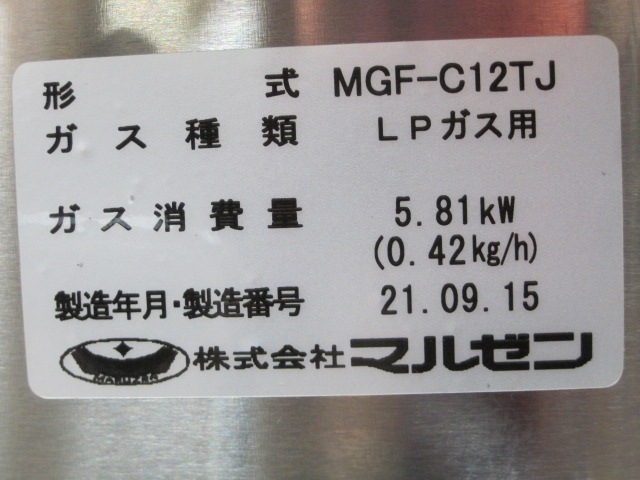 形 式 MGF-C12TJ
ガス種類 LPガス用
ガス消費量 5.81kW
(0.42kg/h)
製造年月・製造番号 21.09.15
MARUZEN 株式会社マルゼン